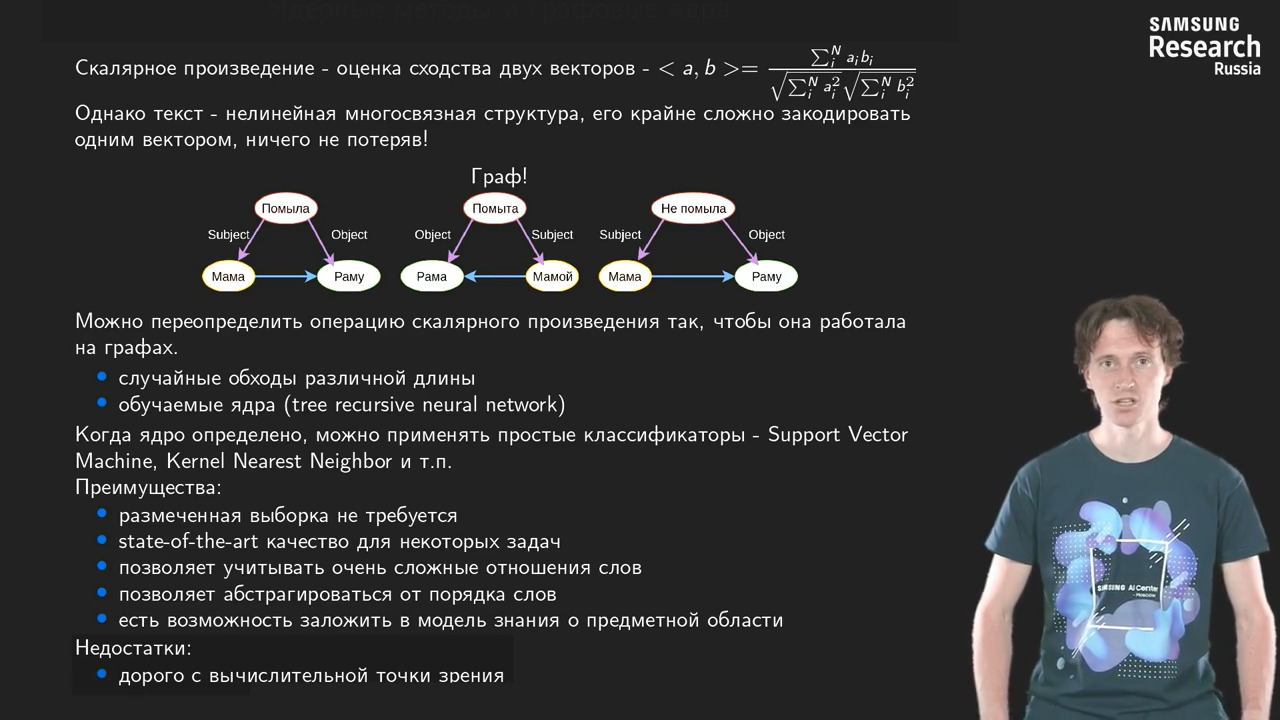 Ядерные методы и графовые ядра
SAMSUNG
Research
Russia
Скалярное произведение - оценка сходства двух векторов - < a, b >= \frac{\sum_i^N a_i b_i}{\sqrt{\sum_i^N a_i^2}\sqrt{\sum_i^N b_i^2}}
Однако текст - нелинейная многосвязная структура, его крайне сложно закодировать
одним вектором, ничего не потеряв!
Граф!
Помыла Помыта Не помыла
Subject Object Object Subject Subject Object
Мама Раму Рама Мамой Мама Раму
Можно переопределить операцию скалярного произведения так, чтобы она работала
на графах.
случайные обходы различной длины
обучаемые ядра (tree recursive neural network)
Когда ядро определено, можно применять простые классификаторы - Support Vector
Machine, Kernel Nearest Neighbor и т.п.
Преимущества:
размеченная выборка не требуется
state-of-the-art качество для некоторых задач
позволяет учитывать очень сложные отношения слов
позволяет абстрагироваться от порядка слов
есть возможность заложить в модель знания о предметной области
Недостатки:
дорого с вычислительной точки зрения
SAMSUNG AI Center
- Moscow